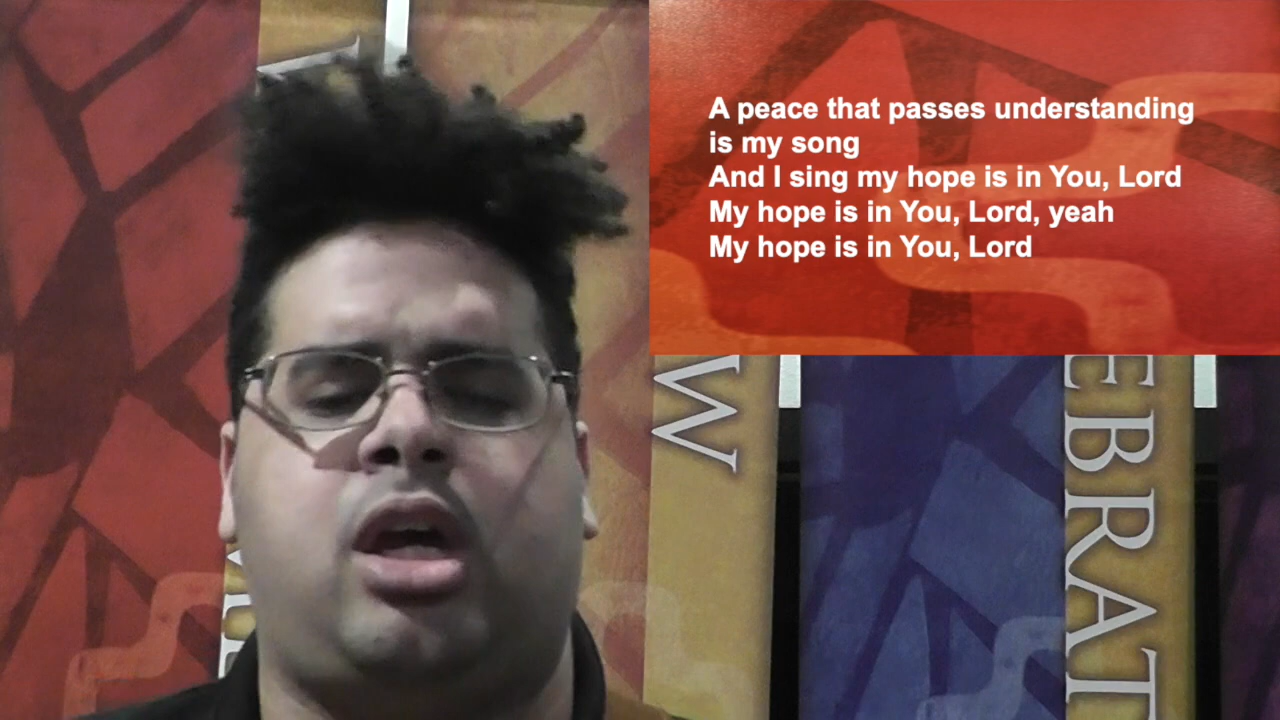 A peace that passes understanding
is my song
And I sing my hope is in You, Lord
My hope is in You, Lord, yeah
My hope is in You, Lord
W
EBRAT